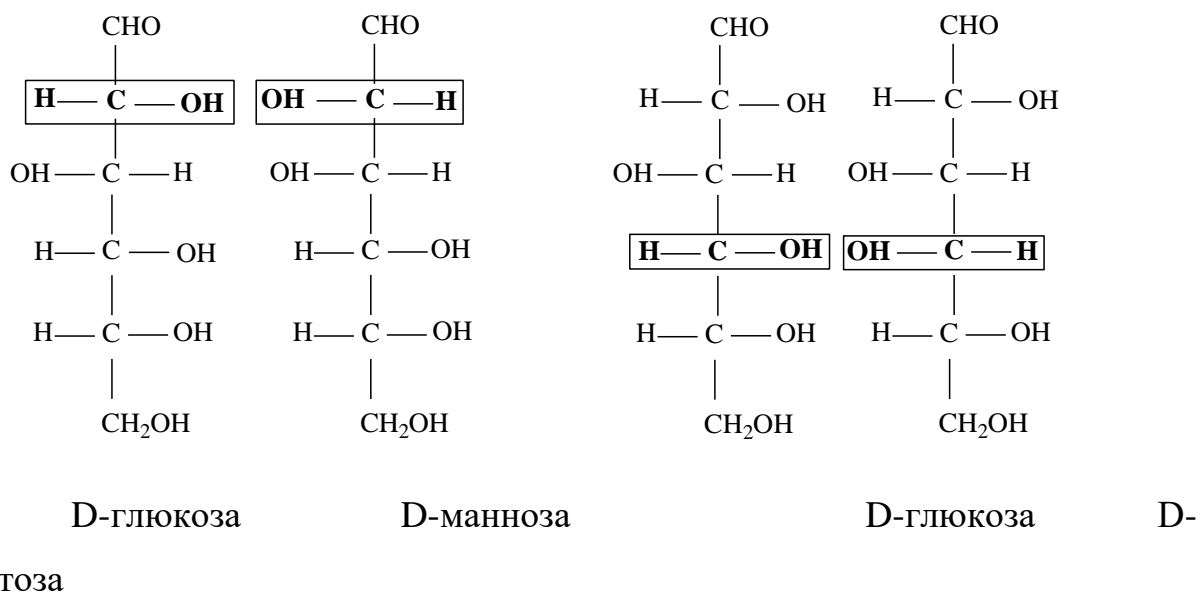 CHO CHO CHO CHO
H C OH OH C H H C OH H C OH
OH C H OH C H OH C H OH C H
H C OH H C OH H C OH OH C H
H C OH H C OH H C OH H C OH
CH₂OH CH₂OH CH₂OH CH₂OH
D-глюкоза D-манноза D-глюкоза D-
тоза